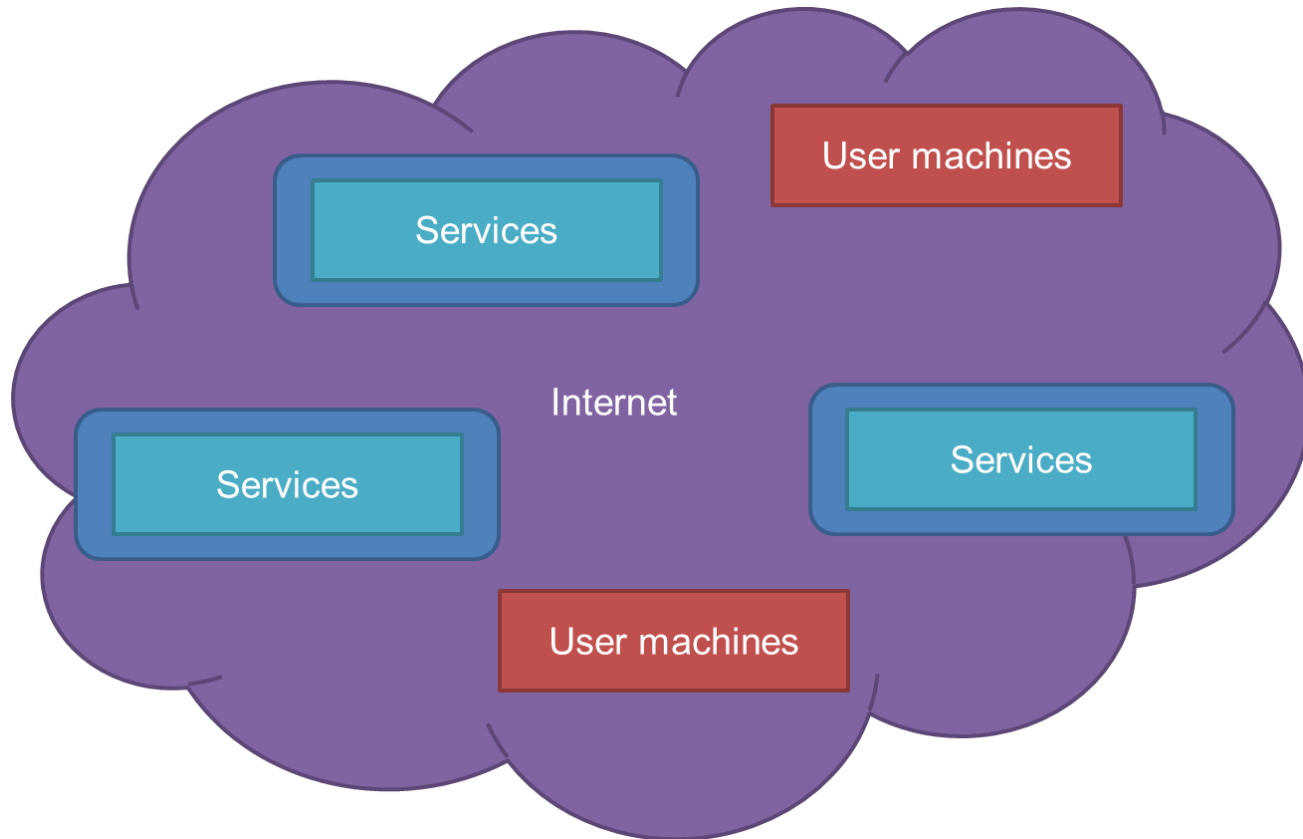 User machines
Services
Internet
Services
Services
User machines